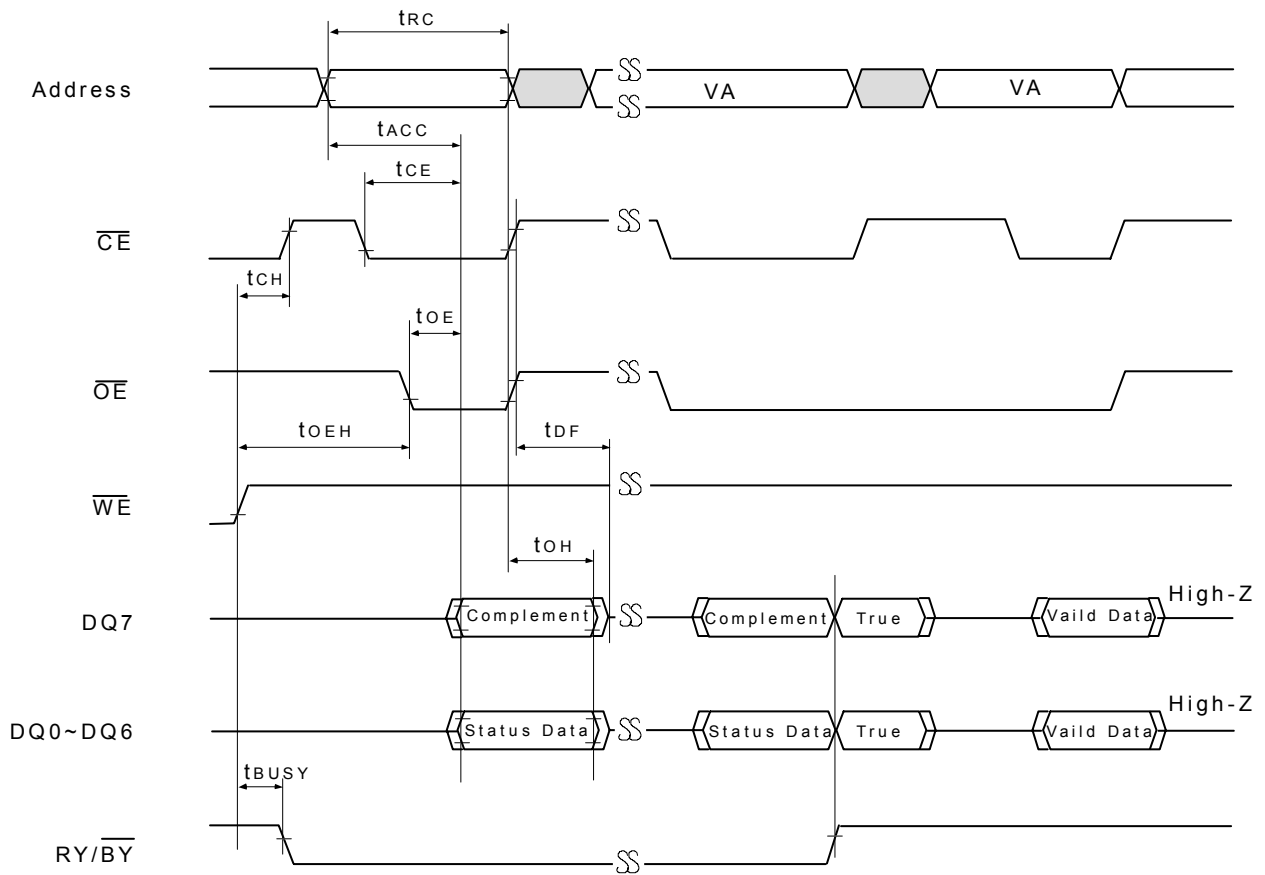 tRC
Address
VA
VA
tACC
tCE
CE
tCH
tOE
OE
tOEH
tDF
WE
tOH
DQ7
Complement
Complement
True
Vaild Data
High-Z
DQ0~DQ6
Status Data
Status Data
True
Vaild Data
High-Z
tBUSY
RY/BY